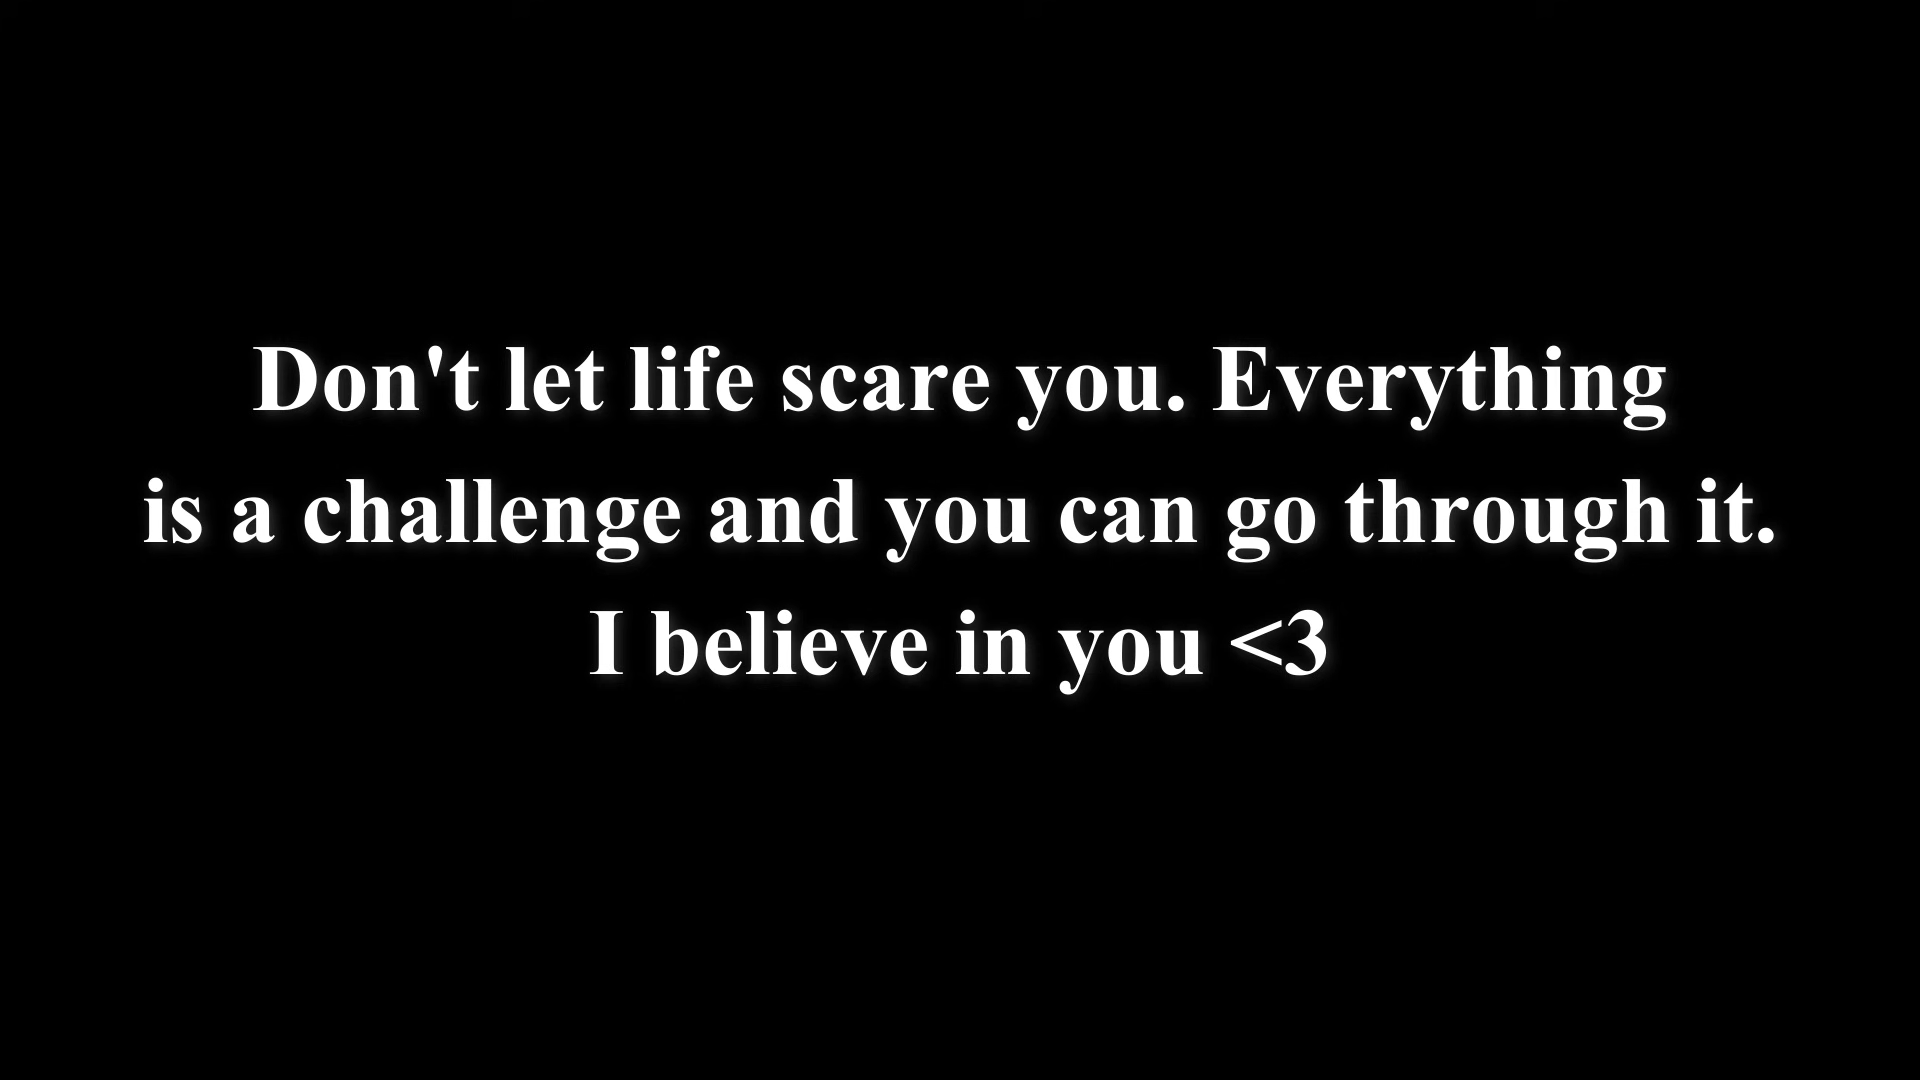 Don't let life scare you. Everything
is a challenge and you can go through it.
I believe in you <3